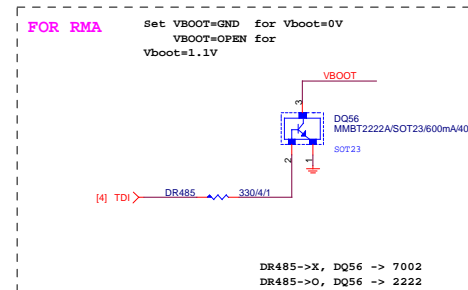 FOR RMA
Set VBOOT=GND for Vboot=0V
VBOOT=OPEN for
Vboot=1.1V
VBOOT
3
DQ56
MMBT2222A/SOT23/600mA/40
SOT23
2
1
[4] TDI
DR485
330/4/1
DR485->X, DQ56 -> 7002
DR485->O, DQ56 -> 2222